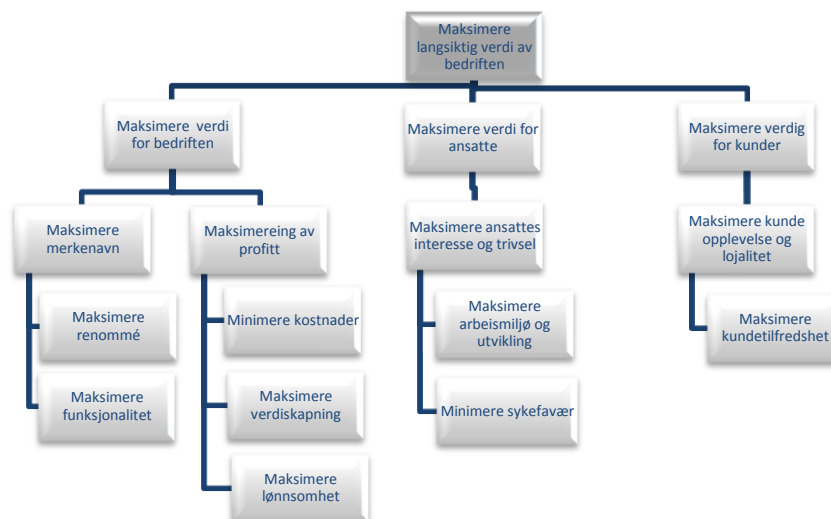 Maksimere
langsiktig verdi av
bedriften
Maksimere verdi
for bedriften
Maksimere verdi for
ansatte
Maksimere verdig
for kunder
Maksimere
merkenavn
Maksimereing av
profitt
Maksimere ansattes
interesse og trivsel
Maksimere kunde
opplevelse og
lojalitet
Maksimere
renommé
Minimere kostnader
Maksimere
arbeismiljø og
utvikling
Maksimere
kundetilfredshet
Maksimere
funksjonalitet
Maksimere
verdiskapning
Minimere sykefavær
Maksimere
lønnsomhet